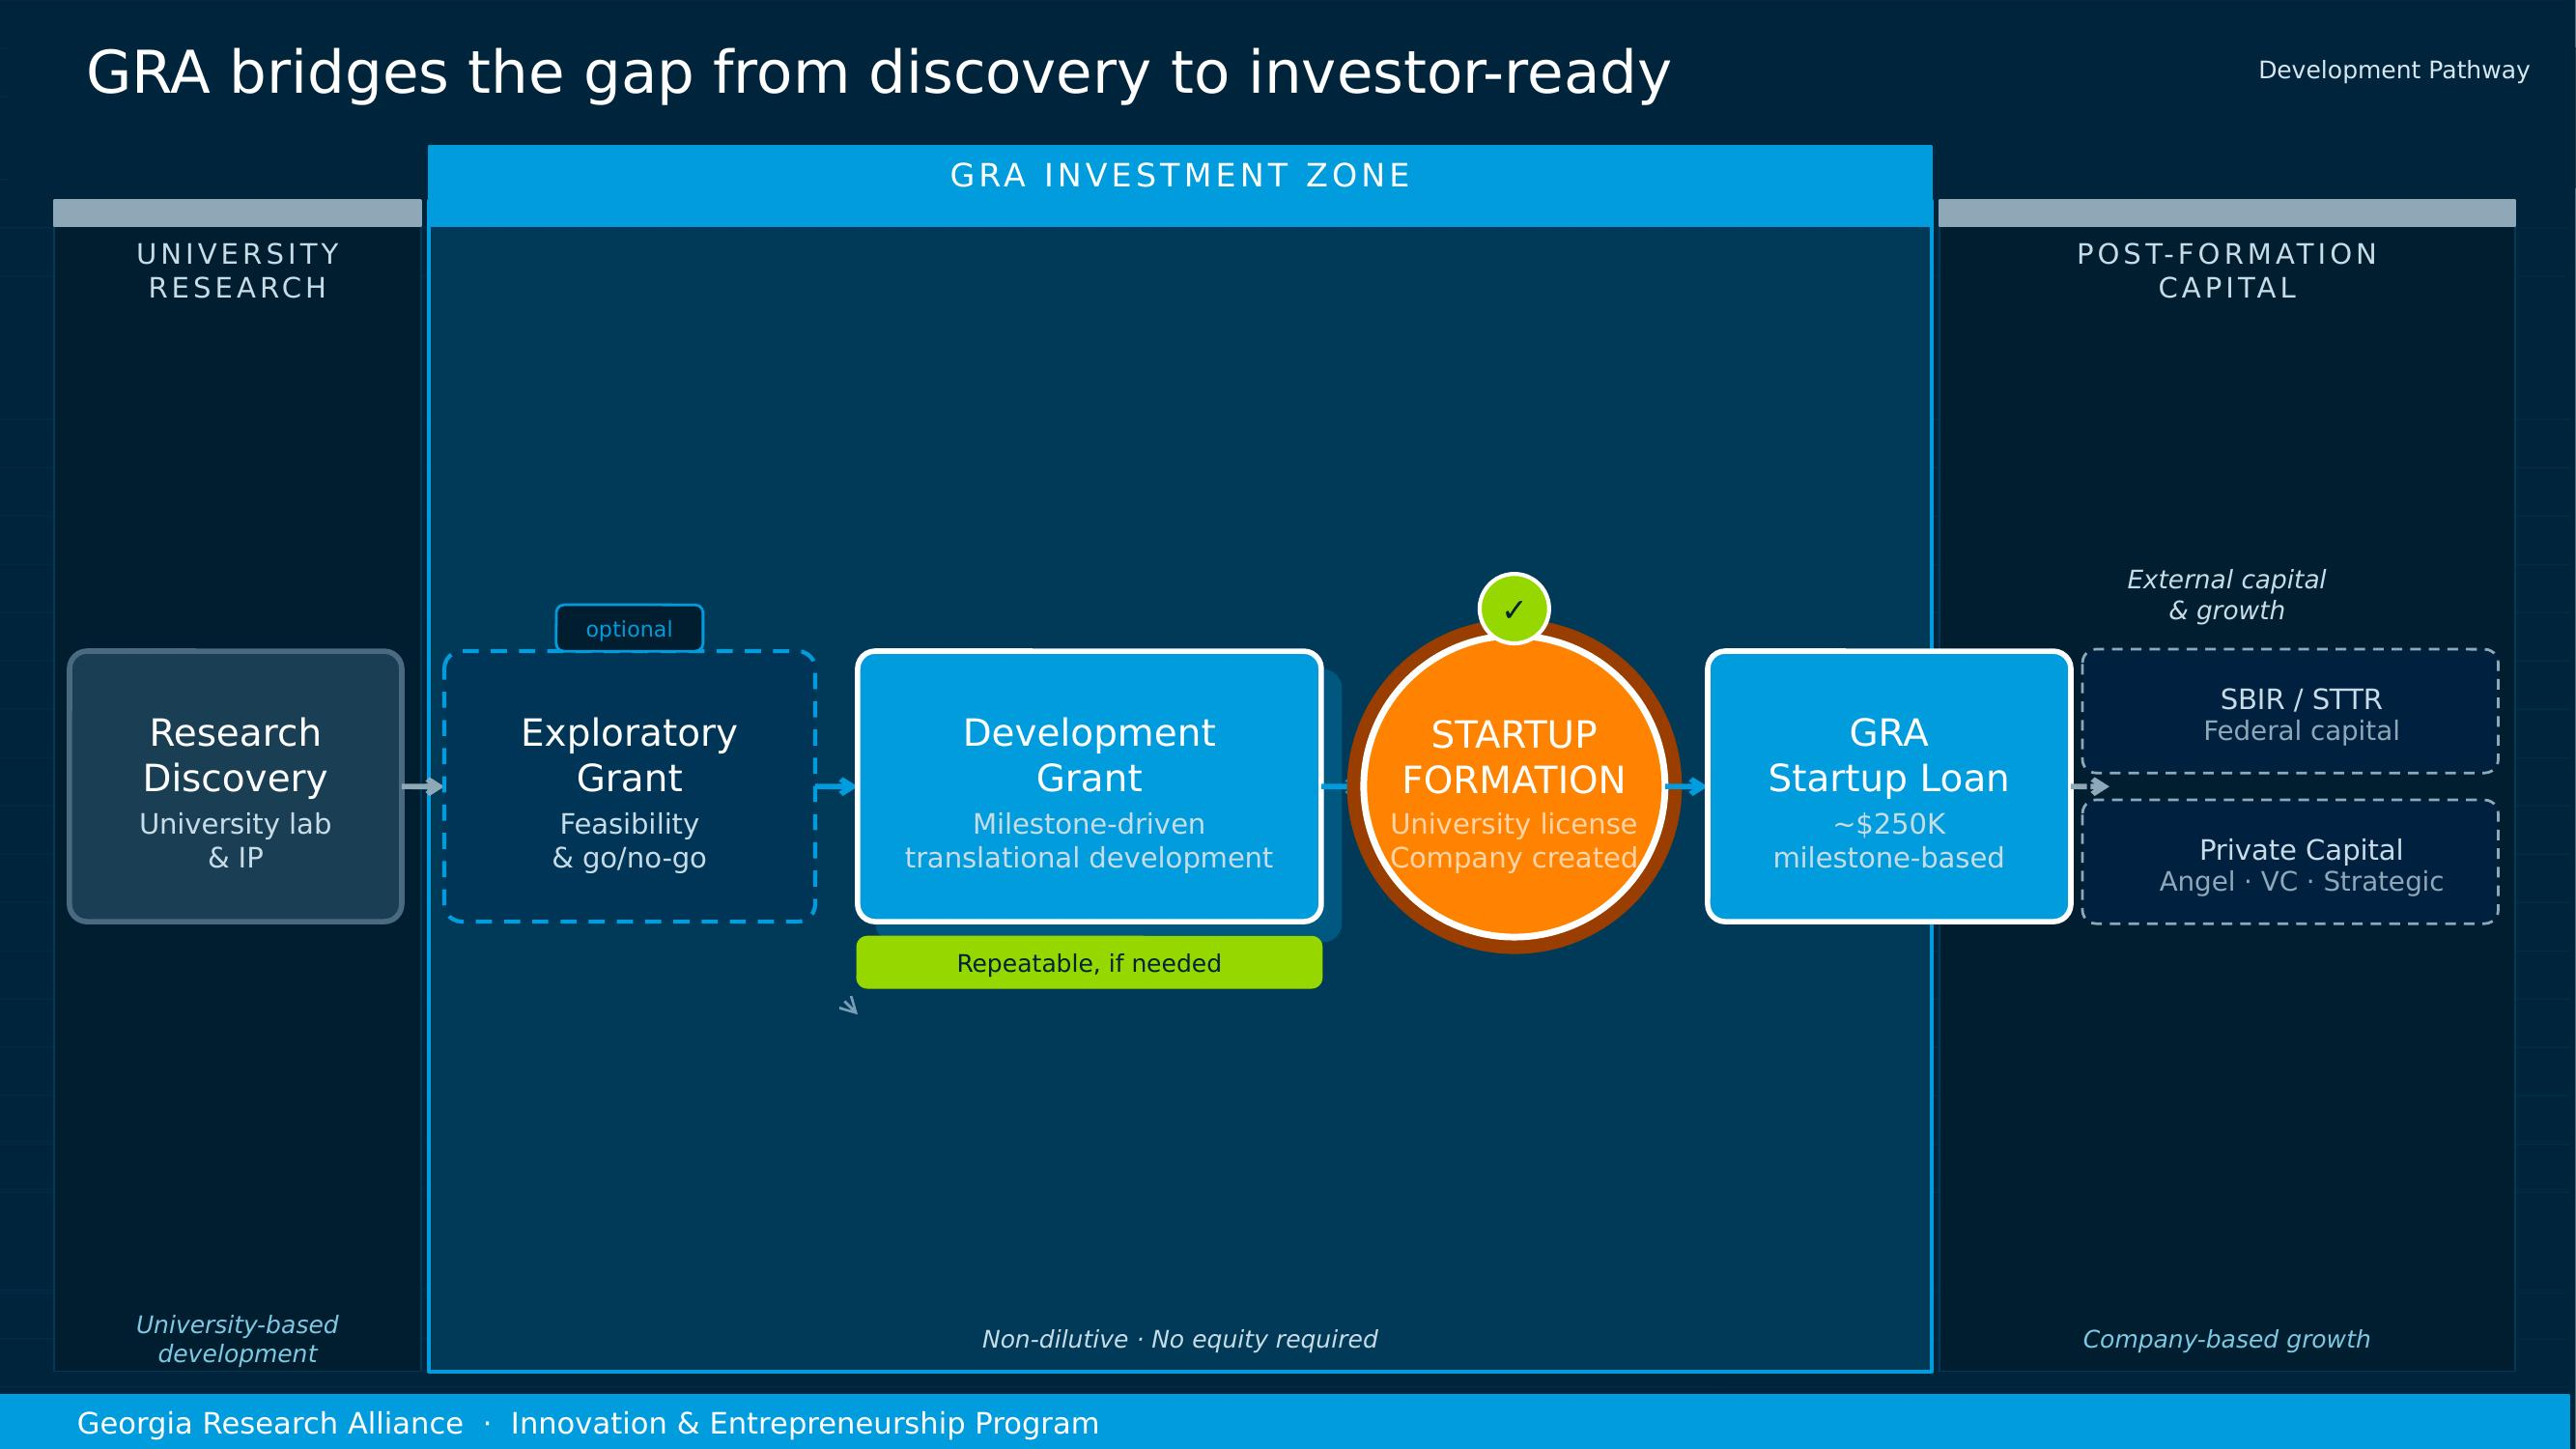 GRA bridges the gap from discovery to investor-ready
Development Pathway
GRA INVESTMENT ZONE
UNIVERSITY
RESEARCH
POST-FORMATION
CAPITAL
External capital
& growth
optional
✓
Research
Discovery
University lab
& IP
Exploratory
Grant
Feasibility
& go/no-go
Development
Grant
Milestone-driven
translational development
Repeatable, if needed
STARTUP
FORMATION
University license
Company created
GRA
Startup Loan
~$250K
milestone-based
SBIR / STTR
Federal capital
Private Capital
Angel · VC · Strategic
University-based
development
Non-dilutive · No equity required
Company-based growth
Georgia Research Alliance · Innovation & Entrepreneurship Program